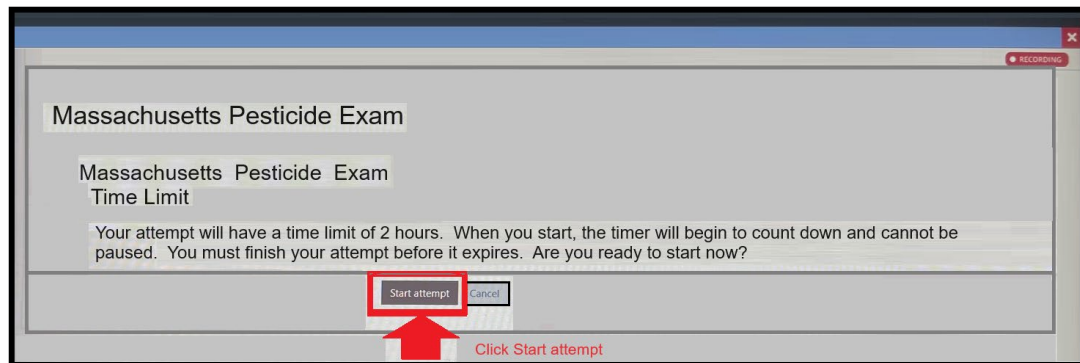 RECORDING
Massachusetts Pesticide Exam
Massachusetts Pesticide Exam
Time Limit
Your attempt will have a time limit of 2 hours. When you start, the timer will begin to count down and cannot be
paused. You must finish your attempt before it expires. Are you ready to start now?
Start attempt Cancel
Click Start attempt